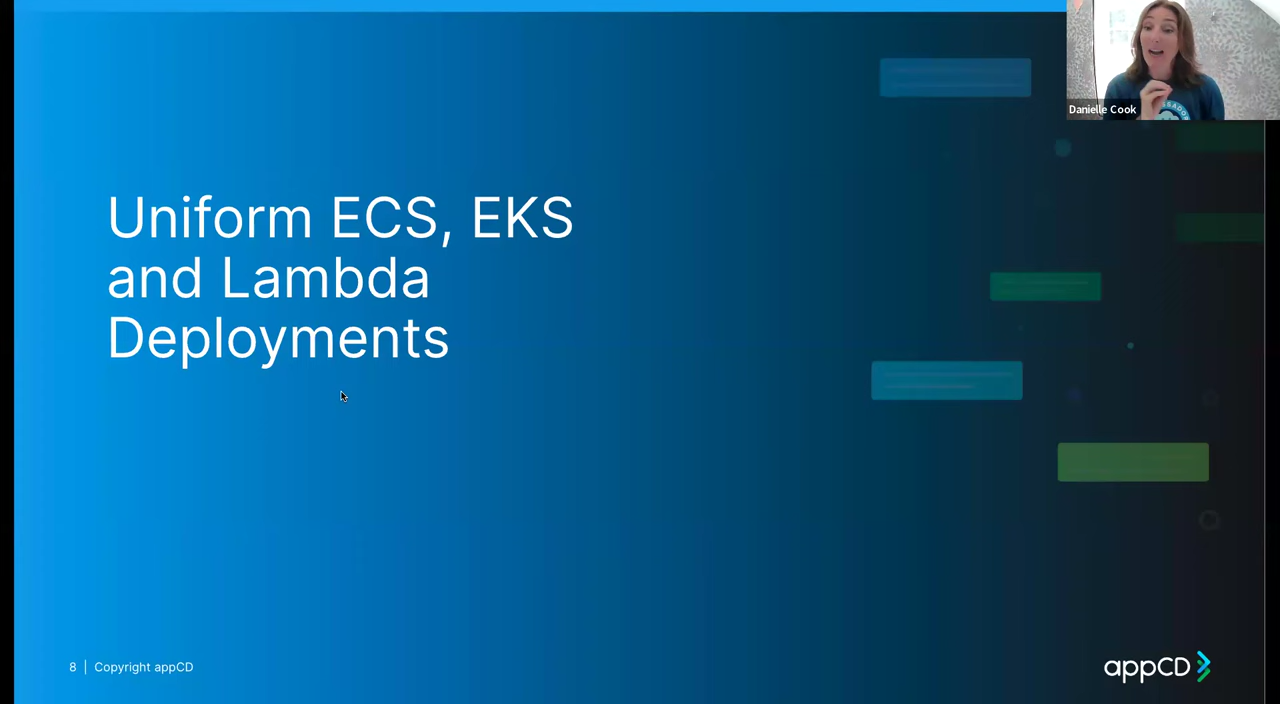 Danielle Cook
Uniform ECS, EKS
and Lambda
Deployments
8 | Copyright appCD
appCD